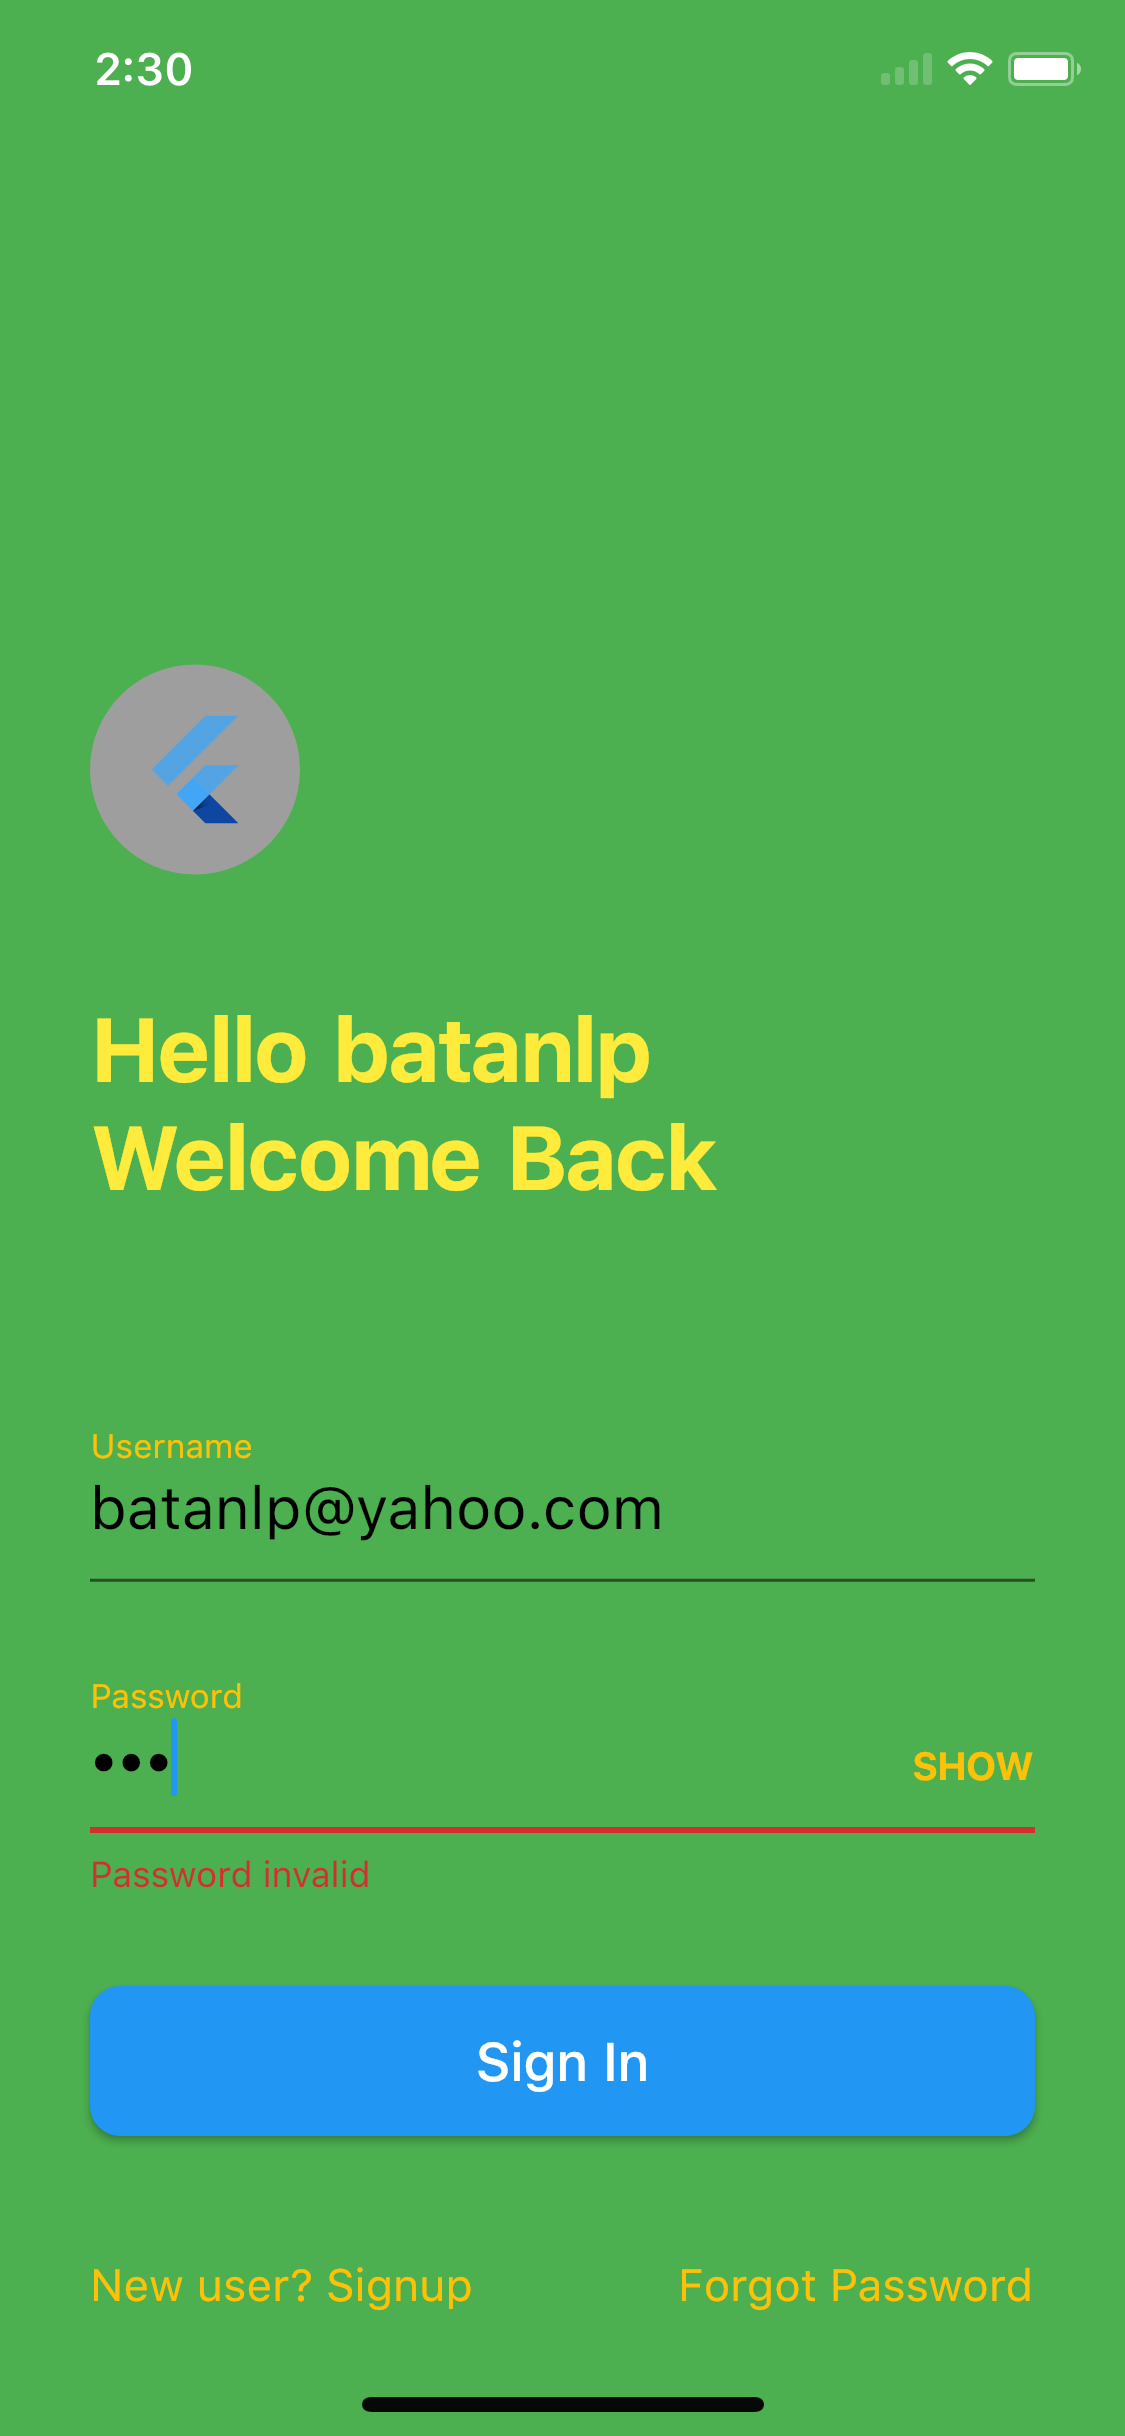 2:30
Hello batanlp
Welcome Back
Username
batanlp@yahoo.com
Password
•••
SHOW
Password invalid
Sign In
New user? Signup
Forgot Password